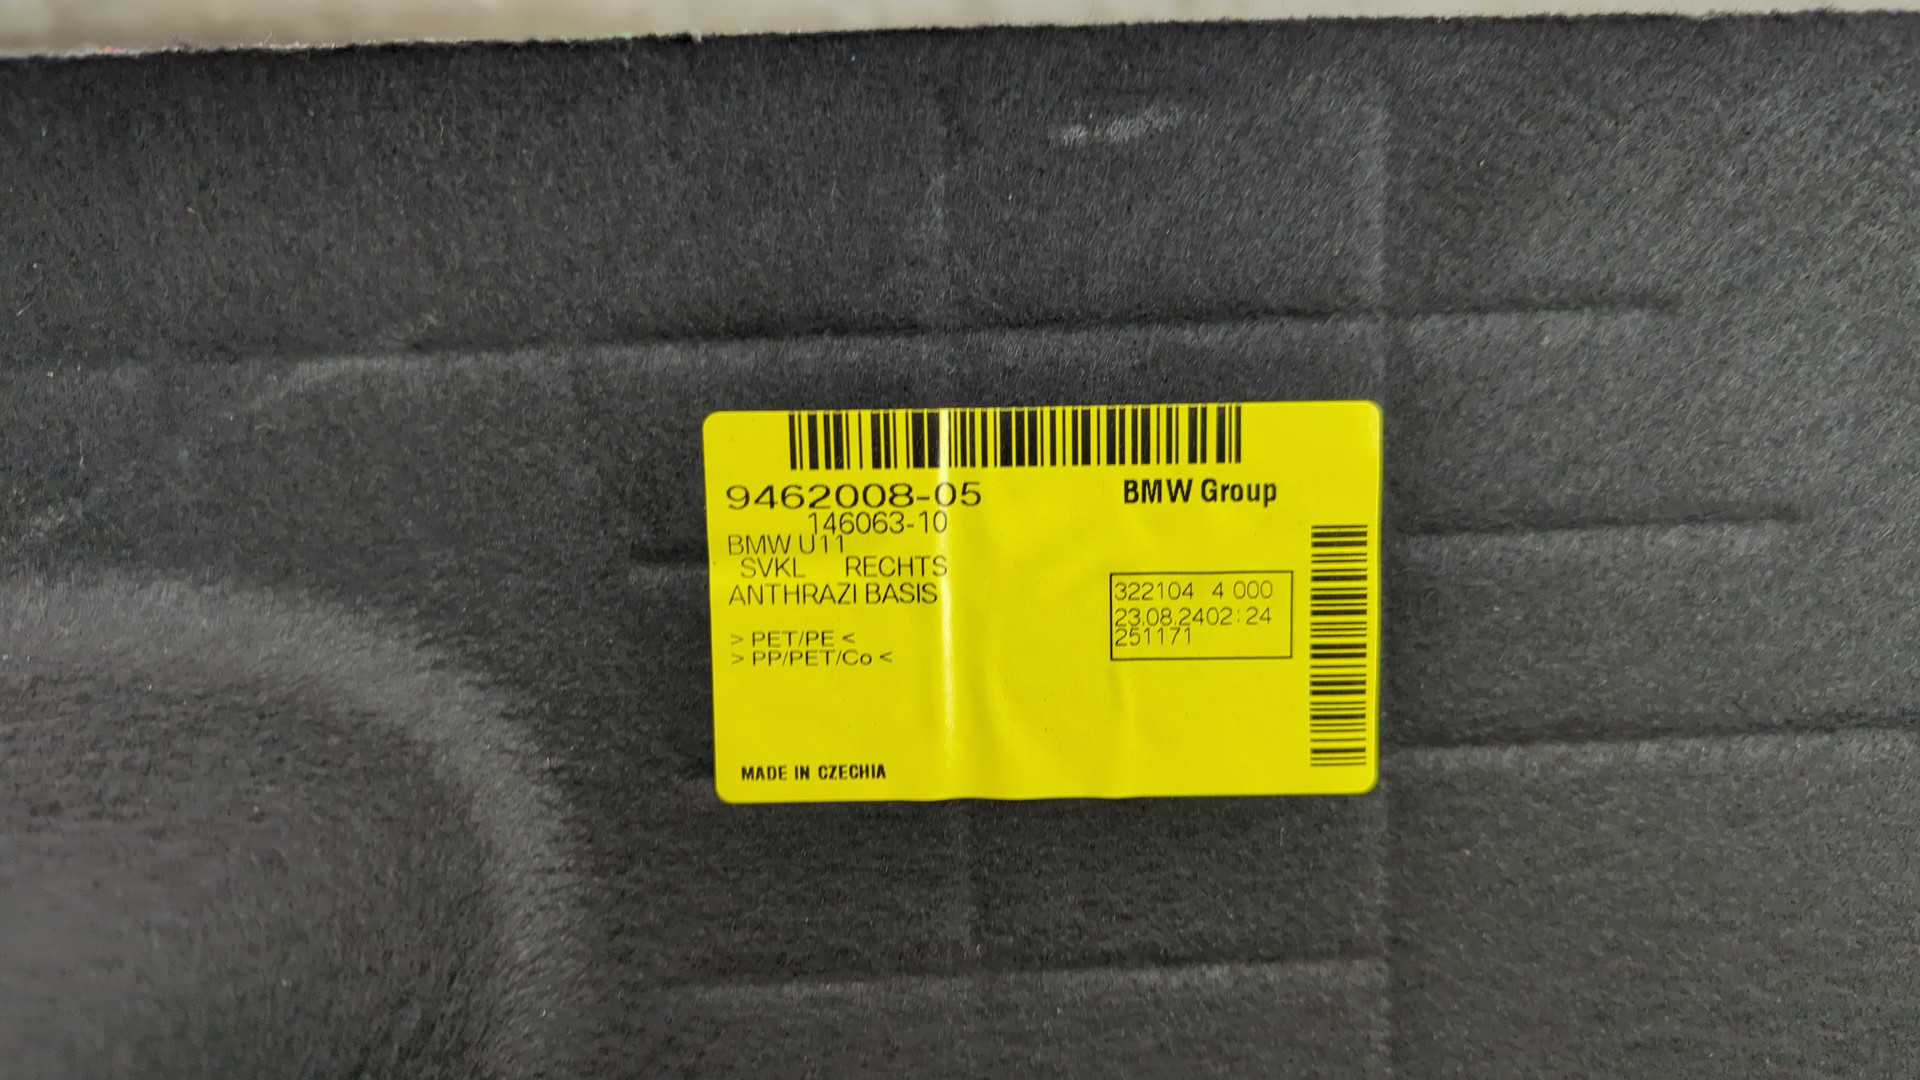 9462008-05
BMW Group
146063-10
BMW U11
SVKL RECHTS
ANTHRAZI BASIS
322104 4 000
23.08.2402:24
251171
> PET/PE <
> PP/PET/Co <
MADE IN CZECHIA